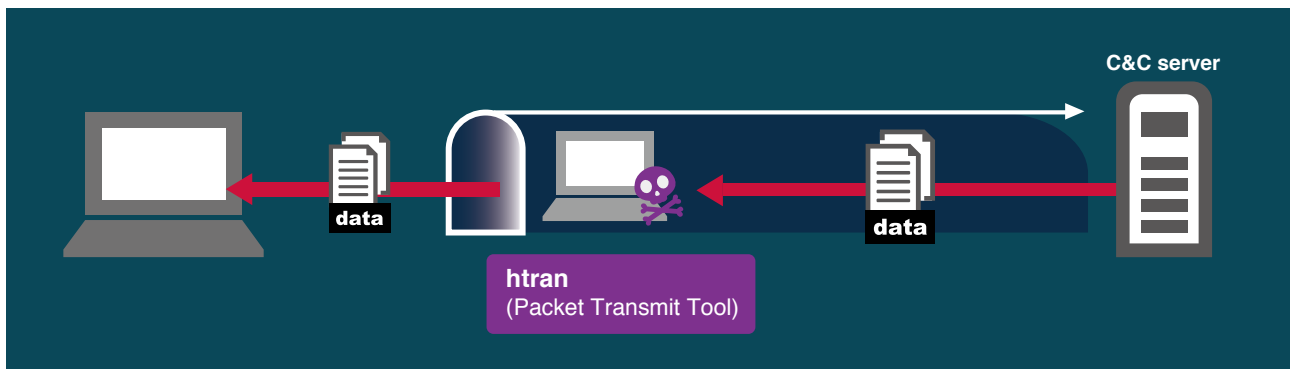 C&C server
data
data
htran
(Packet Transmit Tool)